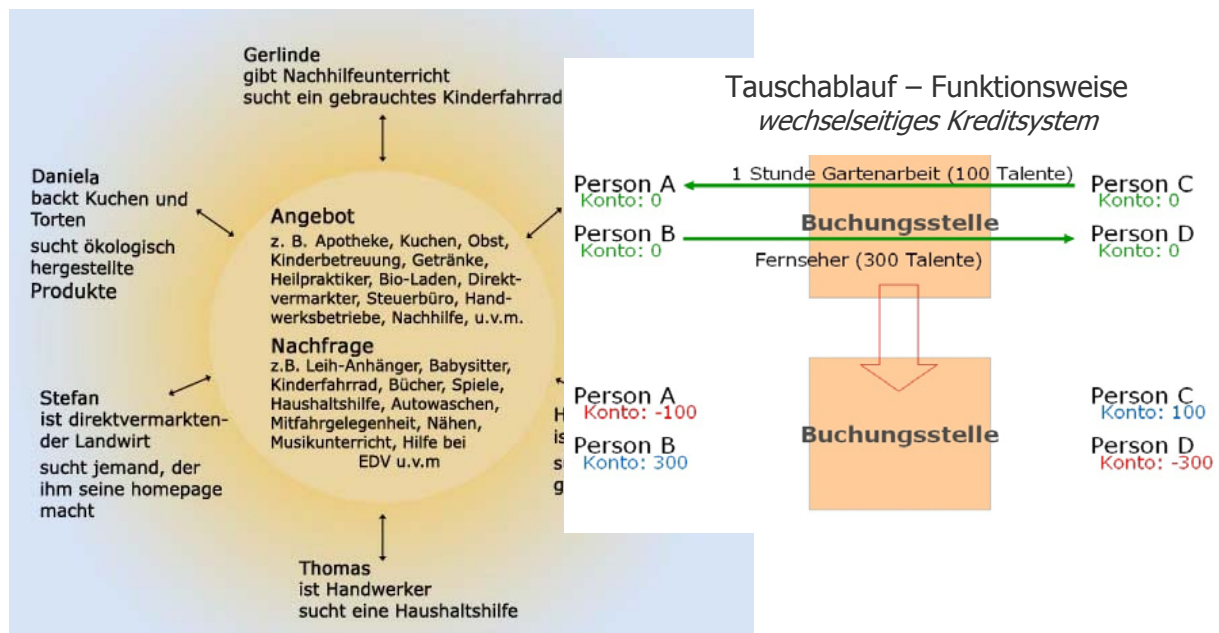 Gerlinde
gibt Nachhilfeunterricht
sucht ein gebrauchtes Kinderfahrrad
Daniela
backt Kuchen und
Torten
sucht ökologisch
hergestellte
Produkte
Angebot
z. B. Apotheke, Kuchen, Obst,
Kinderbetreuung, Getränke,
Heilpraktiker, Bio-Laden, Direkt-
vermarkter, Steuerbüro, Hand-
werksbetriebe, Nachhilfe, u.v.m.
Nachfrage
z.B. Leih-Anhänger, Babysitter,
Kinderfahrrad, Bücher, Spiele,
Haushaltshilfe, Autowaschen,
Mitfahrgelegenheit, Nähen,
Musikunterricht, Hilfe bei
EDV u.v.m
Stefan
ist direktvermarkten-
der Landwirt
sucht jemand, der
ihm seine homepage
macht
Thomas
ist Handwerker
sucht eine Haushaltshilfe
Tauschablauf – Funktionsweise
wechselseitiges Kreditsystem
Person A
Konto: 0
1 Stunde Gartenarbeit (100 Talente)
Person C
Konto: 0
Buchungsstelle
Person B
Konto: 0
Fernseher (300 Talente)
Person D
Konto: 0
Person A
Konto: -100
Person C
Konto: 100
Buchungsstelle
Person B
Konto: 300
Person D
Konto: -300